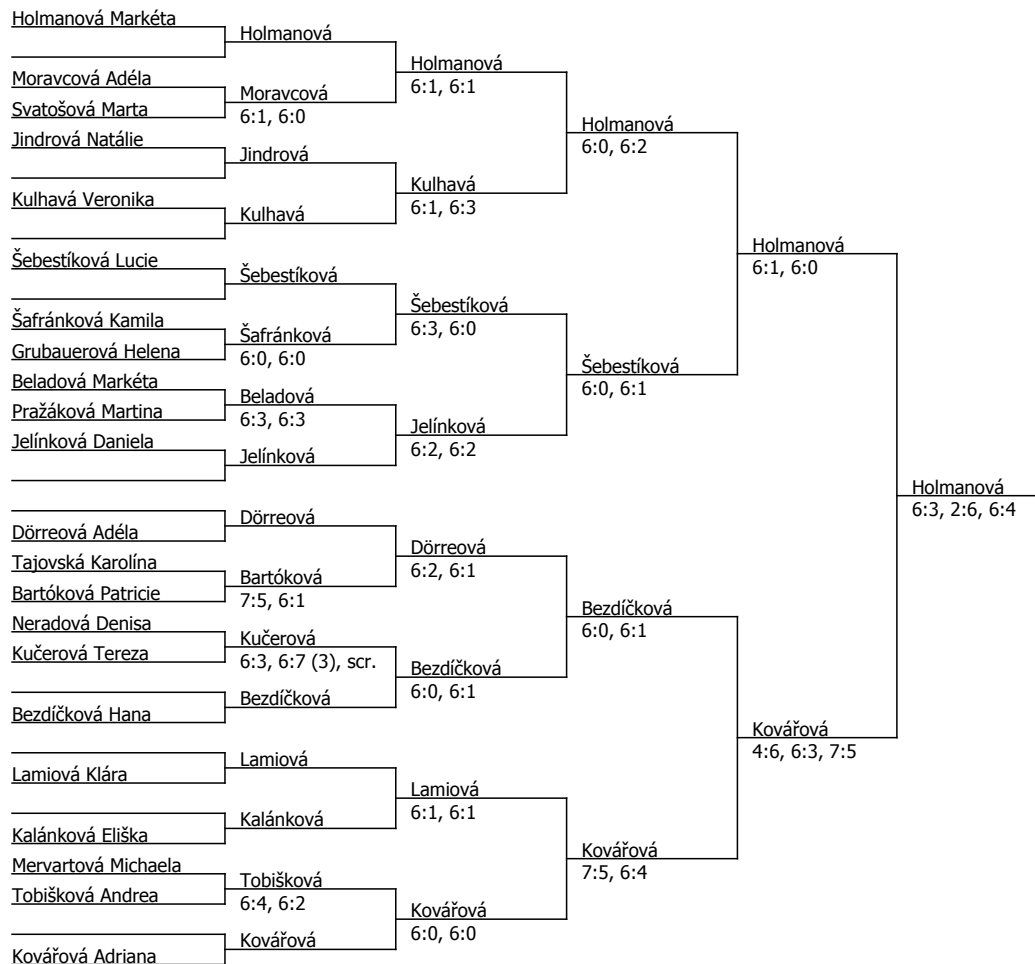 Holmanová Markéta
Moravcová Adéla
Svatošová Marta
Jindrová Natálie
Kulhavá Veronika
Šebestíková Lucie
Šafránková Kamila
Grubauerová Helena
Beladová Markéta
Pražáková Martina
Jelínková Daniela
Dörreová Adéla
Tajovská Karolína
Bartóková Patricie
Neradová Denisa
Kučerová Tereza
Bezdíčková Hana
Lamiová Klára
Kalánková Eliška
Mervartová Michaela
Tobišková Andrea
Kovářová Adriana
Holmanová
Moravcová
6:1, 6:0
Jindrová
Kulhavá
Šebestíková
Šafránková
6:0, 6:0
Beladová
6:3, 6:3
Jelínková
Dörreová
Bartóková
7:5, 6:1
Kučerová
6:3, 6:7 (3), scr.
Bezdíčková
Lamiová
Kalánková
Tobišková
6:4, 6:2
Kovářová
Holmanová
6:1, 6:1
Kulhavá
6:1, 6:3
Šebestíková
6:3, 6:0
Jelínková
6:2, 6:2
Dörreová
6:2, 6:1
Bezdíčková
6:0, 6:1
Lamiová
6:1, 6:1
Kovářová
6:0, 6:0
Holmanová
6:0, 6:2
Šebestíková
6:0, 6:1
Bezdíčková
6:0, 6:1
Kovářová
7:5, 6:4
Holmanová
6:1, 6:0
Kovářová
4:6, 6:3, 7:5
Holmanová
6:3, 2:6, 6:4